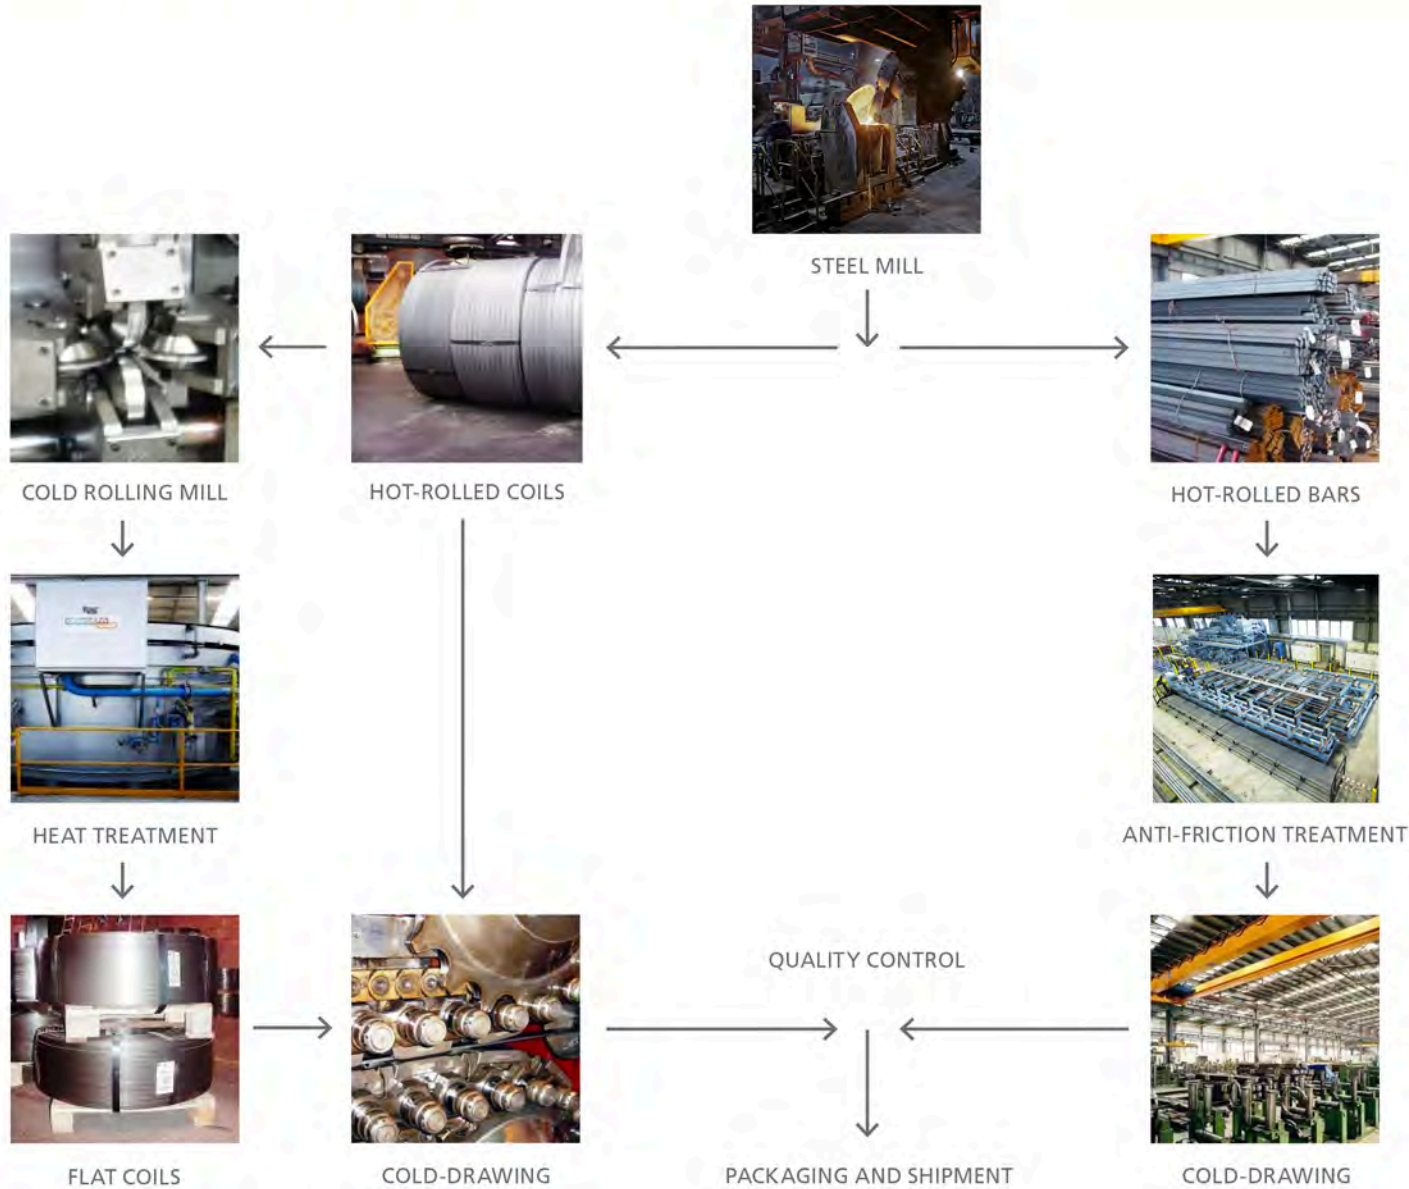 STEEL MILL
COLD ROLLING MILL
HOT-ROLLED COILS
HOT-ROLLED BARS
HEAT TREATMENT
ANTI-FRICTION TREATMENT
QUALITY CONTROL
FLAT COILS
COLD-DRAWING
PACKAGING AND SHIPMENT
COLD-DRAWING